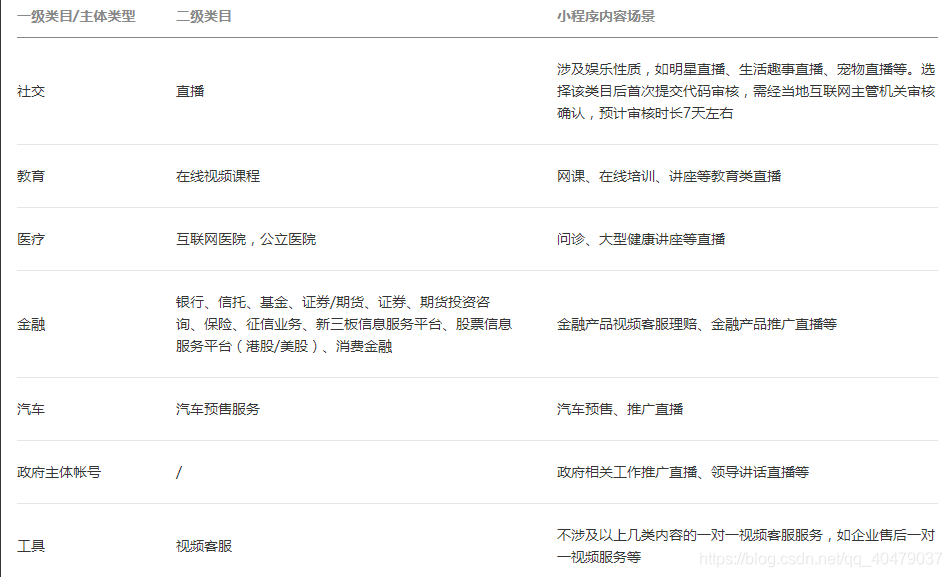 一级类目/主体类型 二级类目 小程序内容场景
涉及娱乐性质，如明星直播、生活趣事直播、宠物直播等。选
社交 直播 择该类目后首次提交代码审核，需经当地互联网主管机关审核
确认，预计审核时长7天左右
教育 在线视频课程 网课、在线培训、讲座等教育类直播
医疗 互联网医院，公立医院 问诊、大型健康讲座等直播
银行、信托、基金、证券/期货、证券、期货投资咨
金融 询、保险、征信业务、新三板信息服务平台、股票信息 金融产品视频客服理赔、金融产品推广直播等
服务平台（港股/美股）、消费金融
汽车 汽车预售服务 汽车预售、推广直播
政府主体帐号 / 政府相关工作推广直播、领导讲话直播等
不涉及以上几类内容的一对一视频客服服务，如企业售后一对
工具 视频客服
一视频服务等
https://blog.csdn.net/qq_40479037